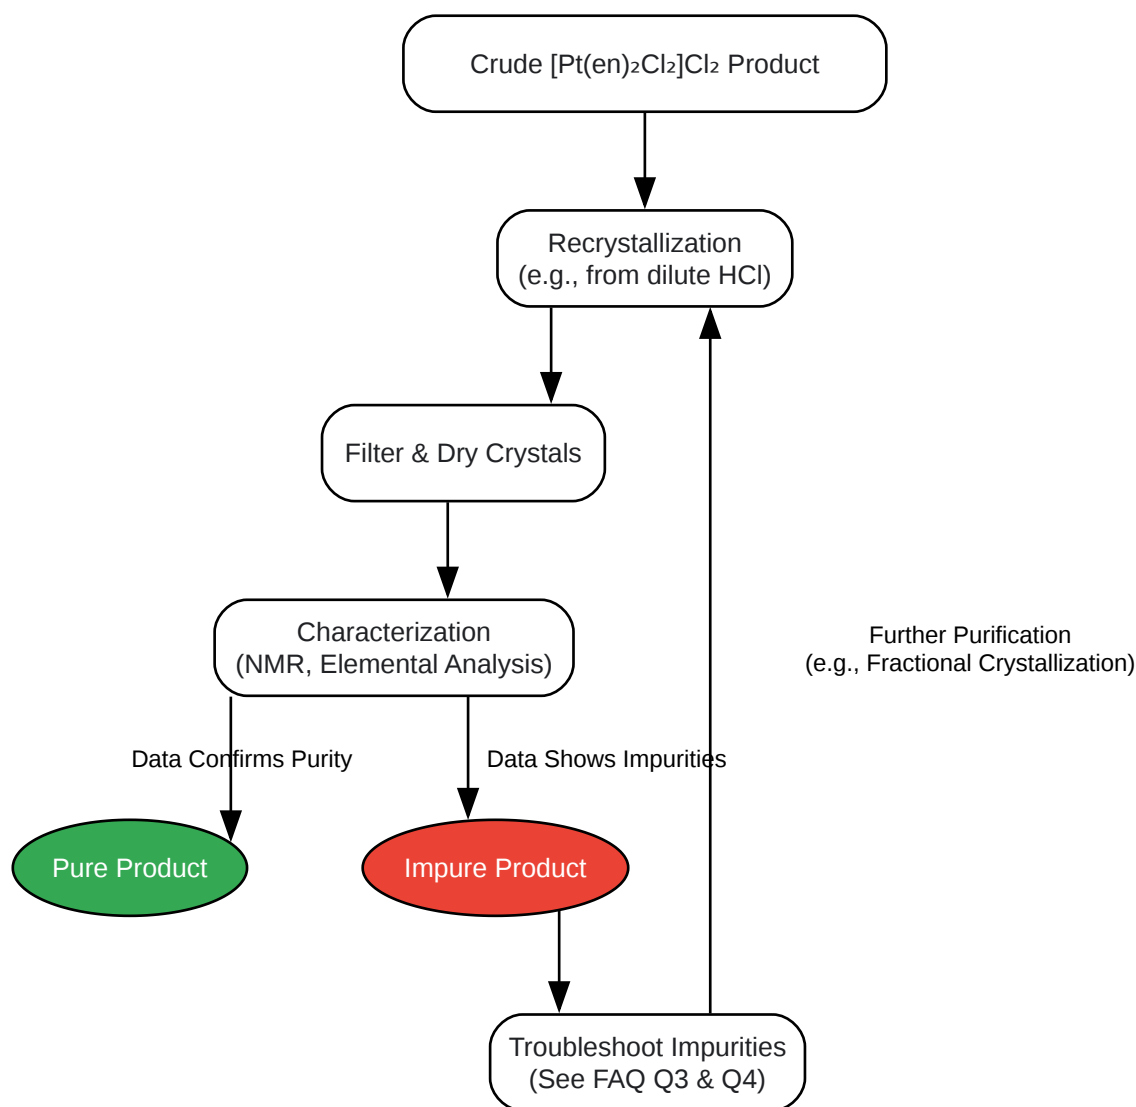 Crude [Pt(en)₂Cl₂]Cl₂ Product
Recrystallization
(e.g., from dilute HCl)
Filter & Dry Crystals
Characterization
(NMR, Elemental Analysis)
Further Purification
(e.g., Fractional Crystallization)
Data Confirms Purity
Data Shows Impurities
Pure Product
Impure Product
Troubleshoot Impurities
(See FAQ Q3 & Q4)